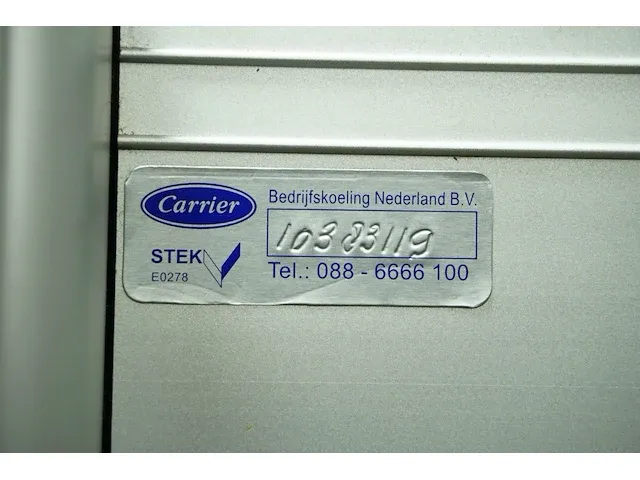 Carrier
Bedrijfskoeling Nederland B.V.
10383119
STEK
E0278
Tel.: 088 - 6666 100